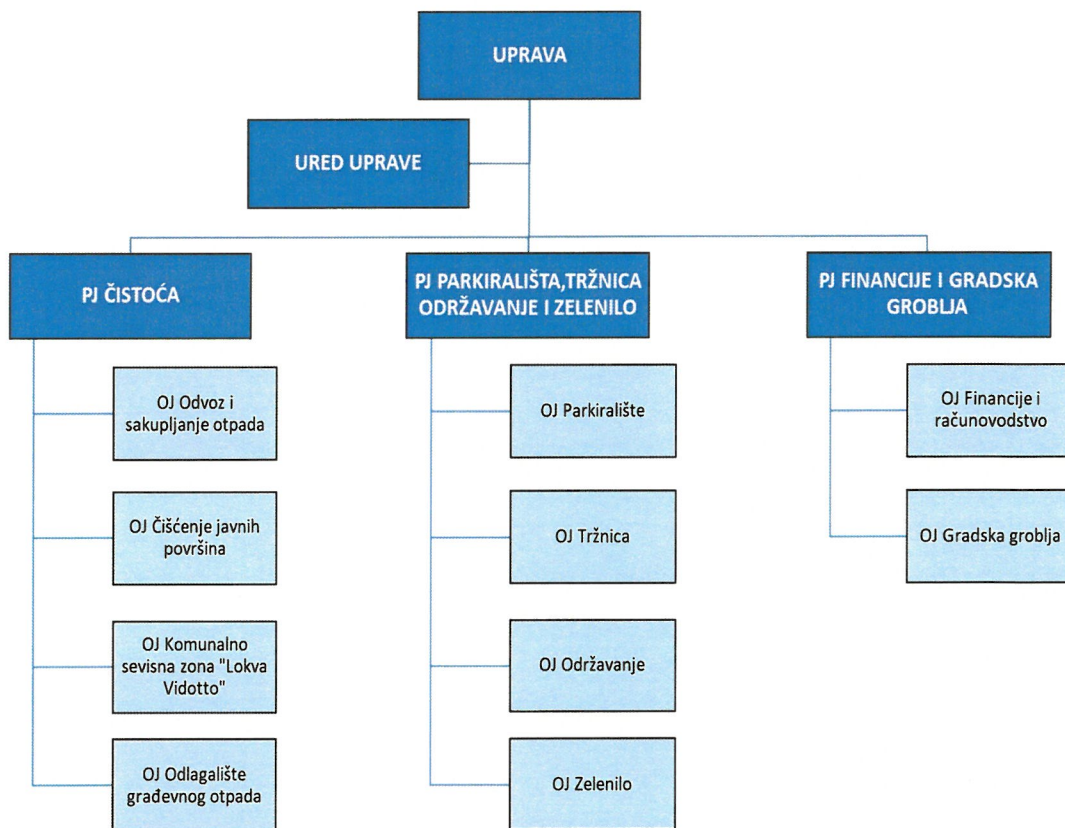 UPRAVA
URED UPRAVE
PJ ČISTOĆA
PJ PARKIRALIŠTA,TRŽNICA
ODRŽAVANJE I ZELENILO
PJ FINANCIJE I GRADSKA
GROBLJA
OJ Odvoz i
sakupljanje otpada
OJ Čišćenje javnih
površina
OJ Komunalno
sevisna zona "Lokva
Vidotto"
OJ Odlagalište
građevnog otpada
OJ Parkiralište
OJ Tržnica
OJ Održavanje
OJ Zelenilo
OJ Financije i
računovodstvo
OJ Gradska groblja